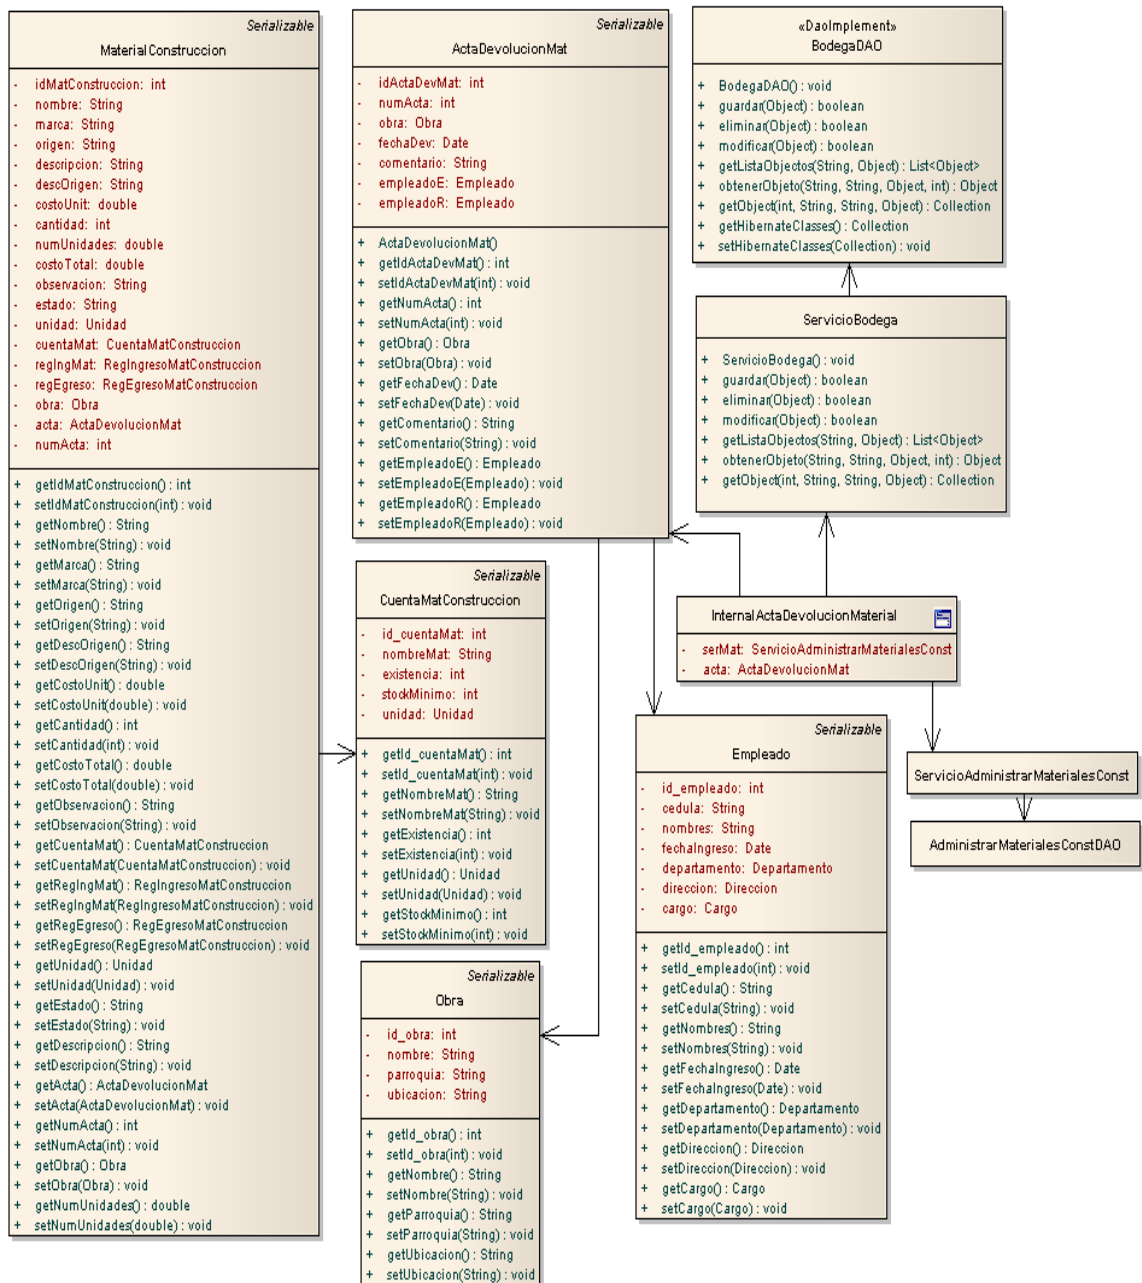 Serializable
MaterialConstruccion
- idMatConstruccion: int
- nombre: String
- marca: String
- origen: String
- descripcion: String
- descOrigen: String
- costoUnit: double
- cantidad: int
- numUnidades: double
- costoTotal: double
- observacion: String
- estado: String
- unidad: Unidad
- cuentaMat: CuentaMatConstruccion
- regIngMat: RegIngresoMatConstruccion
- regEgreso: RegEgresoMatConstruccion
- obra: Obra
- acta: ActaDevolucionMat
- numActa: int
+ getIdMatConstruccion() : int
+ setIdMatConstruccion(int) : void
+ getNombre() : String
+ setNombre(String) : void
+ getMarca() : String
+ setMarca(String) : void
+ getOrigen() : String
+ setOrigen(String) : void
+ getDescOrigen() : String
+ setDescOrigen(String) : void
+ getCostoUnit() : double
+ setCostoUnit(double) : void
+ getCantidad() : int
+ setCantidad(int) : void
+ getCostoTotal() : double
+ setCostoTotal(double) : void
+ getObservacion() : String
+ setObservacion(String) : void
+ getCuentaMat() : CuentaMatConstruccion
+ setCuentaMat(CuentaMatConstruccion) : void
+ getRegIngMat() : RegIngresoMatConstruccion
+ setRegIngMat(RegIngresoMatConstruccion) : void
+ getRegEgreso() : RegEgresoMatConstruccion
+ setRegEgreso(RegEgresoMatConstruccion) : void
+ getUnidad() : Unidad
+ setUnidad(Unidad) : void
+ getEstado() : String
+ setEstado(String) : void
+ getDescripcion() : String
+ setDescripcion(String) : void
+ getActa() : ActaDevolucionMat
+ setActa(ActaDevolucionMat) : void
+ getNumActa() : int
+ setNumActa(int) : void
+ getObra() : Obra
+ setObra(Obra) : void
+ getNumUnidades() : double
+ setNumUnidades(double) : void
Serializable
ActaDevolucionMat
- idActaDevMat: int
- numActa: int
- obra: Obra
- fechaDev: Date
- comentario: String
- empleadoE: Empleado
- empleadoR: Empleado
+ ActaDevolucionMat()
+ getIdActaDevMat() : int
+ setIdActaDevMat(int) : void
+ getNumActa() : int
+ setNumActa(int) : void
+ getObra() : Obra
+ setObra(Obra) : void
+ getFechaDev() : Date
+ setFechaDev(Date) : void
+ getComentario() : String
+ setComentario(String) : void
+ getEmpleadoE() : Empleado
+ setEmpleadoE(Empleado) : void
+ getEmpleadoR() : Empleado
+ setEmpleadoR(Empleado) : void
Serializable
CuentaMatConstruccion
- id_cuentaMat: int
- nombreMat: String
- existencia: int
- stockMinimo: int
- unidad: Unidad
+ getId_cuentaMat() : int
+ setId_cuentaMat(int) : void
+ getNombreMat() : String
+ setNombreMat(String) : void
+ getExistencia() : int
+ setExistencia(int) : void
+ getUnidad() : Unidad
+ setUnidad(Unidad) : void
+ getStockMinimo() : int
+ setStockMinimo(int) : void
Serializable
Obra
- id_obra: int
- nombre: String
- parroquia: String
- ubicacion: String
+ getId_obra() : int
+ setId_obra(int) : void
+ getNombre() : String
+ setNombre(String) : void
+ getParroquia() : String
+ setParroquia(String) : void
+ getUbicacion() : String
+ setUbicacion(String) : void
«DaoImplement»
BodegaDAO
+ BodegaDAO() : void
+ guardar(Object) : boolean
+ eliminar(Object) : boolean
+ modificar(Object) : boolean
+ getListaObjectos(String, Object) : List<Object>
+ obtenerObjeto(String, String, Object, int) : Object
+ getObject(int, String, String, Object) : Collection
+ getHibernateClasses() : Collection
+ setHibernateClasses(Collection) : void
ServicioBodega
+ ServicioBodega() : void
+ guardar(Object) : boolean
+ eliminar(Object) : boolean
+ modificar(Object) : boolean
+ getListaObjectos(String, Object) : List<Object>
+ obtenerObjeto(String, String, Object, int) : Object
+ getObject(int, String, String, Object) : Collection
InternalActaDevolucionMaterial
- serMat: ServicioAdministrarMaterialesConst
- acta: ActaDevolucionMat
Serializable
Empleado
- id_empleado: int
- cedula: String
- nombres: String
- fechaIngreso: Date
- departamento: Departamento
- direccion: Direccion
- cargo: Cargo
+ getId_empleado() : int
+ setId_empleado(int) : void
+ getCedula() : String
+ setCedula(String) : void
+ getNombres() : String
+ setNombres(String) : void
+ getFechaIngreso() : Date
+ setFechaIngreso(Date) : void
+ getDepartamento() : Departamento
+ setDepartamento(Departamento) : void
+ getDireccion() : Direccion
+ setDireccion(Direccion) : void
+ getCargo() : Cargo
+ setCargo(Cargo) : void
ServicioAdministrarMaterialesConst
AdministrarMaterialesConstDAO